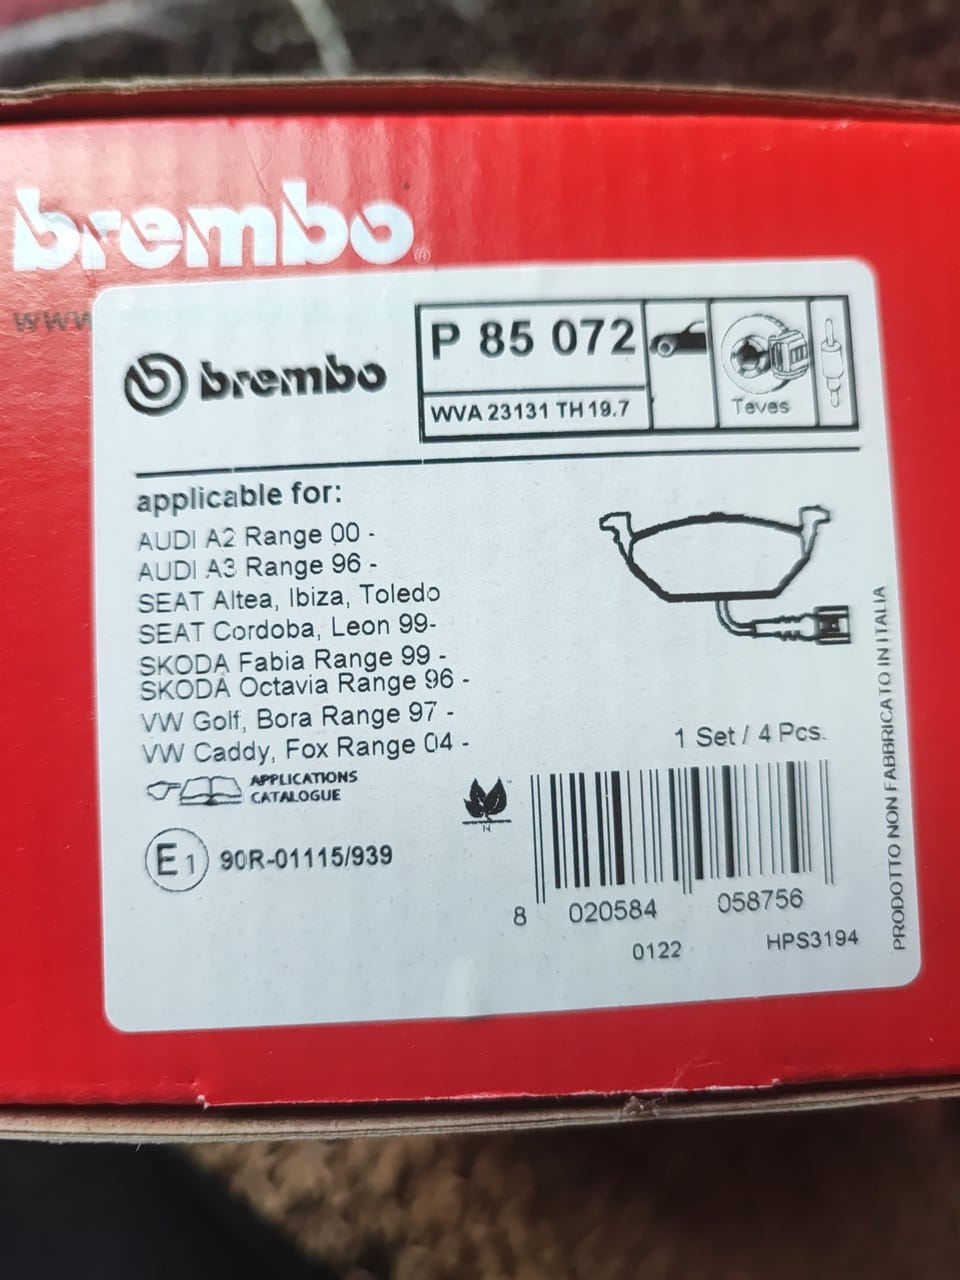 brembo®
www
brembo
P 85 072
WVA 23131 TH 19.7
Teves
applicable for:
AUDI A2 Range 00 -
AUDI A3 Range 96 -
SEAT Altea, Ibiza, Toledo
SEAT Cordoba, Leon 99-
SKODA Fabia Range 99 -
SKODA Octavia Range 96 -
VW Golf, Bora Range 97 -
VW Caddy, Fox Range 04 -
1 Set / 4 Pcs.
APPLICATIONS
CATALOGUE
N
E1 90R-01115/939
8 020584 058756
0122 HPS3194
PRODOTTO NON FABBRICATO IN ITALIA